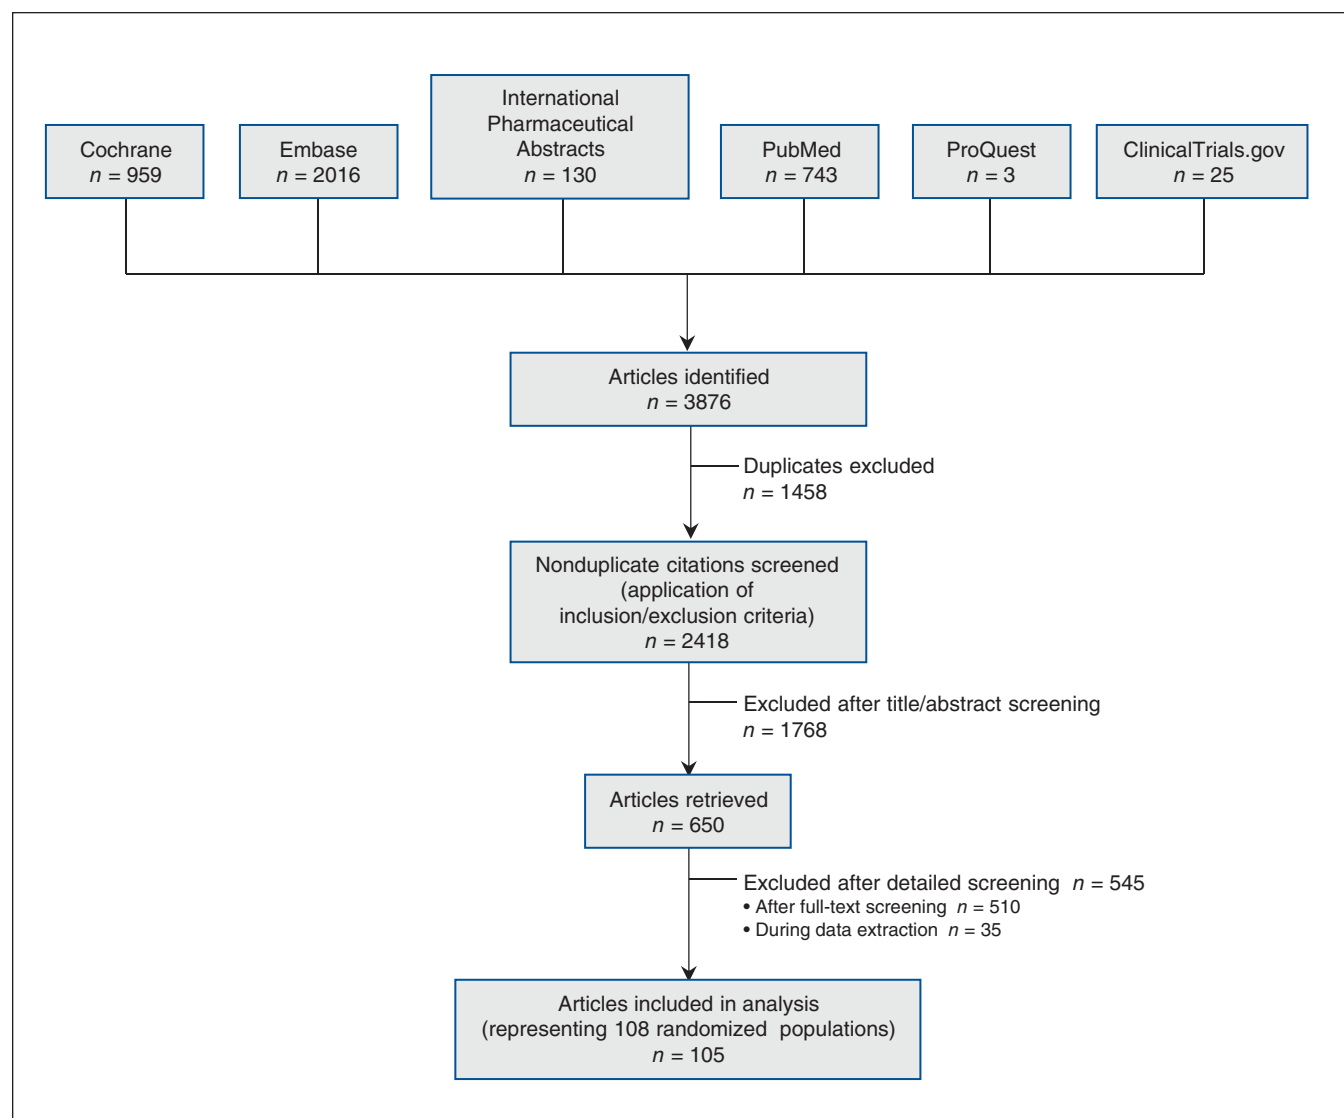 Cochrane
n = 959
Embase
n = 2016
International
Pharmaceutical
Abstracts
n = 130
PubMed
n = 743
ProQuest
n = 3
ClinicalTrials.gov
n = 25
Articles identified
n = 3876
Duplicates excluded
n = 1458
Nonduplicate citations screened
(application of
inclusion/exclusion criteria)
n = 2418
Excluded after title/abstract screening
n = 1768
Articles retrieved
n = 650
Excluded after detailed screening n = 545
• After full-text screening n = 510
• During data extraction n = 35
Articles included in analysis
(representing 108 randomized populations)
n = 105